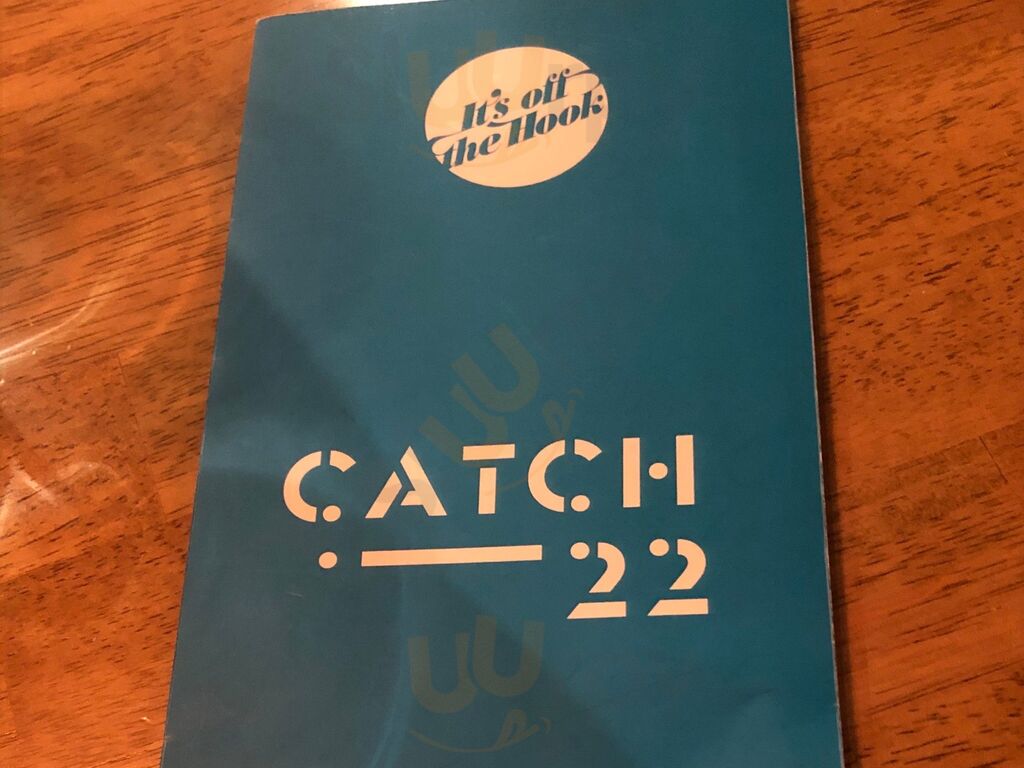 It's off
the Hook
CATCH
22